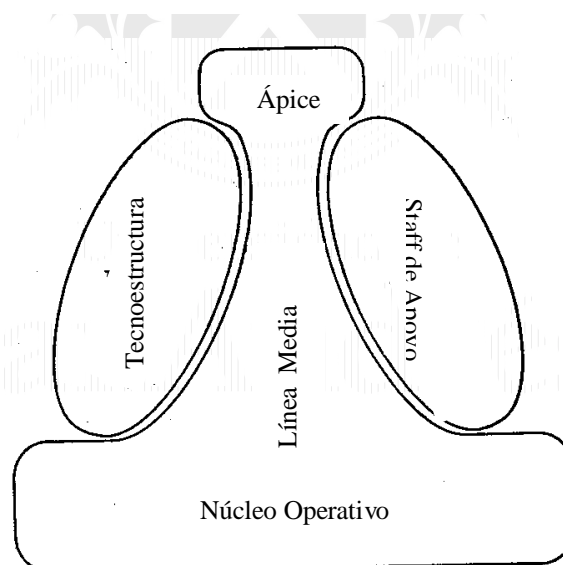 Ápice
Tecnoestructura
Staff de Apoyo
Línea Media
Núcleo Operativo